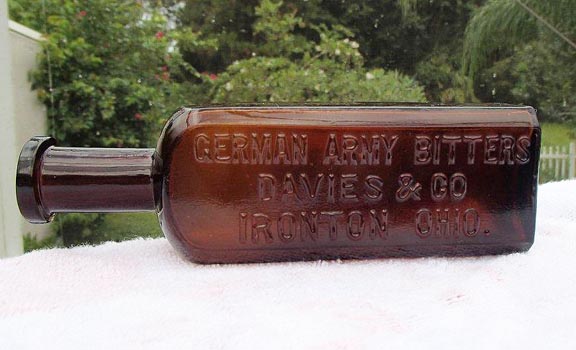 GERMAN ARMY BITTERS
DAVIES & CO
IRONTON OHIO.